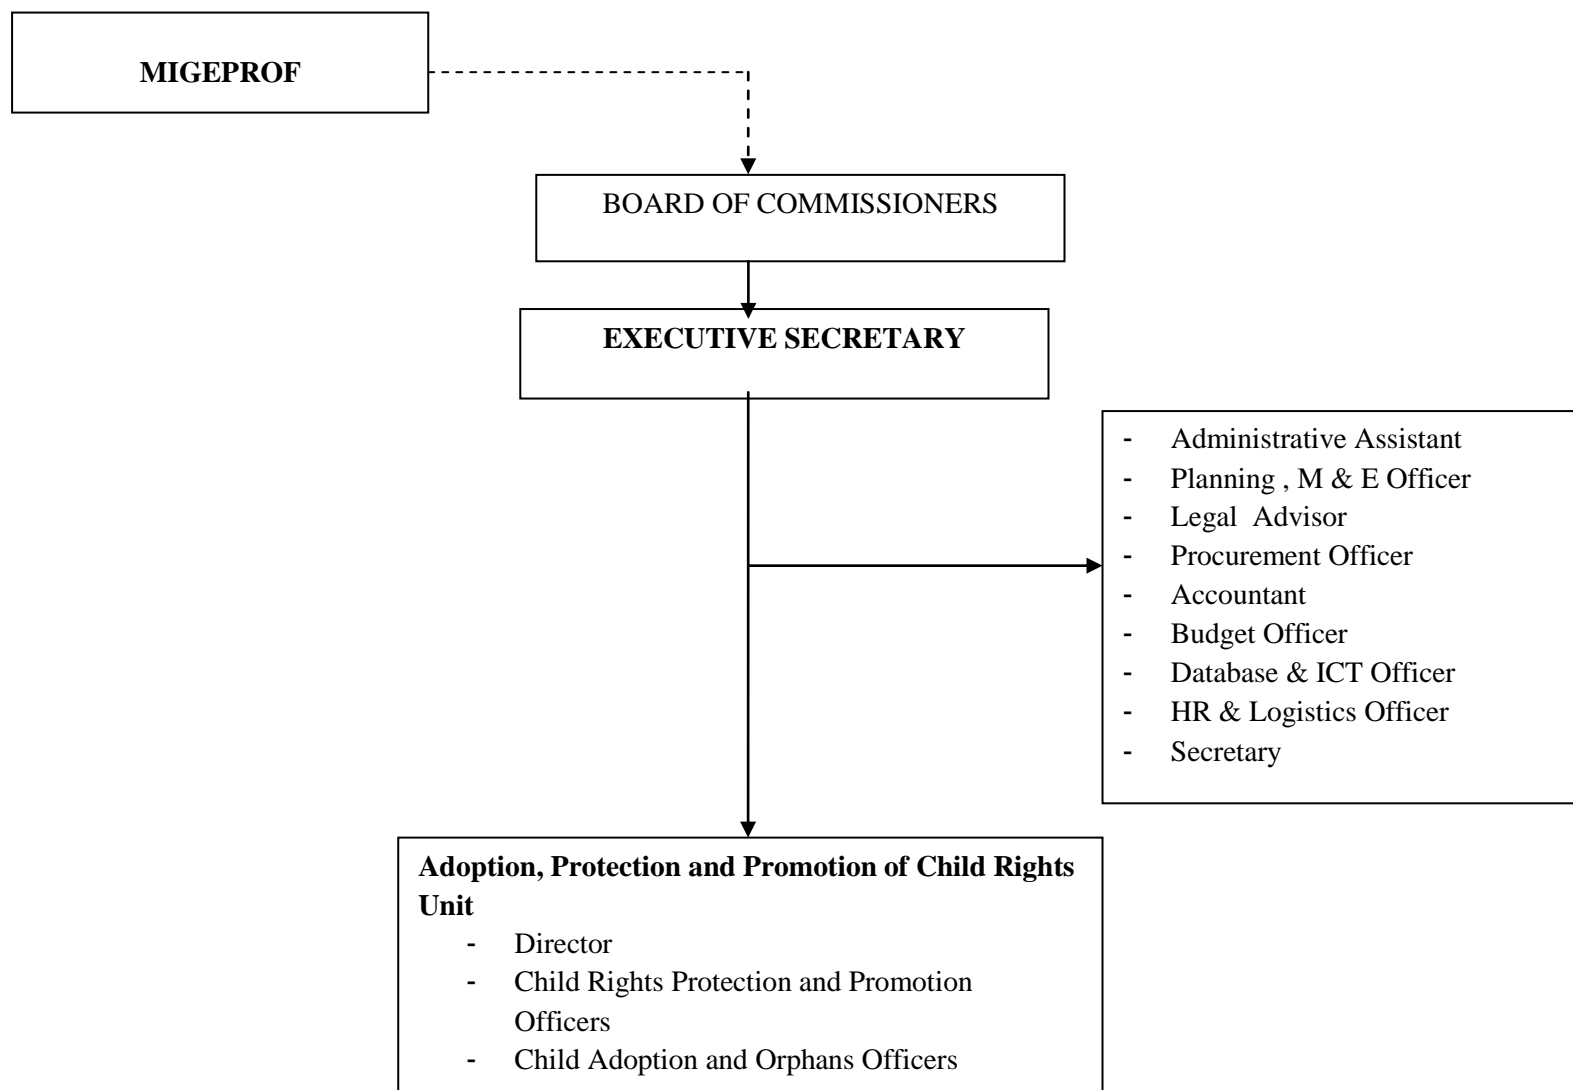 MIGEPROF
BOARD OF COMMISSIONERS
EXECUTIVE SECRETARY
- Administrative Assistant
- Planning , M & E Officer
- Legal Advisor
- Procurement Officer
- Accountant
- Budget Officer
- Database & ICT Officer
- HR & Logistics Officer
- Secretary
Adoption, Protection and Promotion of Child Rights
Unit
- Director
- Child Rights Protection and Promotion
Officers
- Child Adoption and Orphans Officers